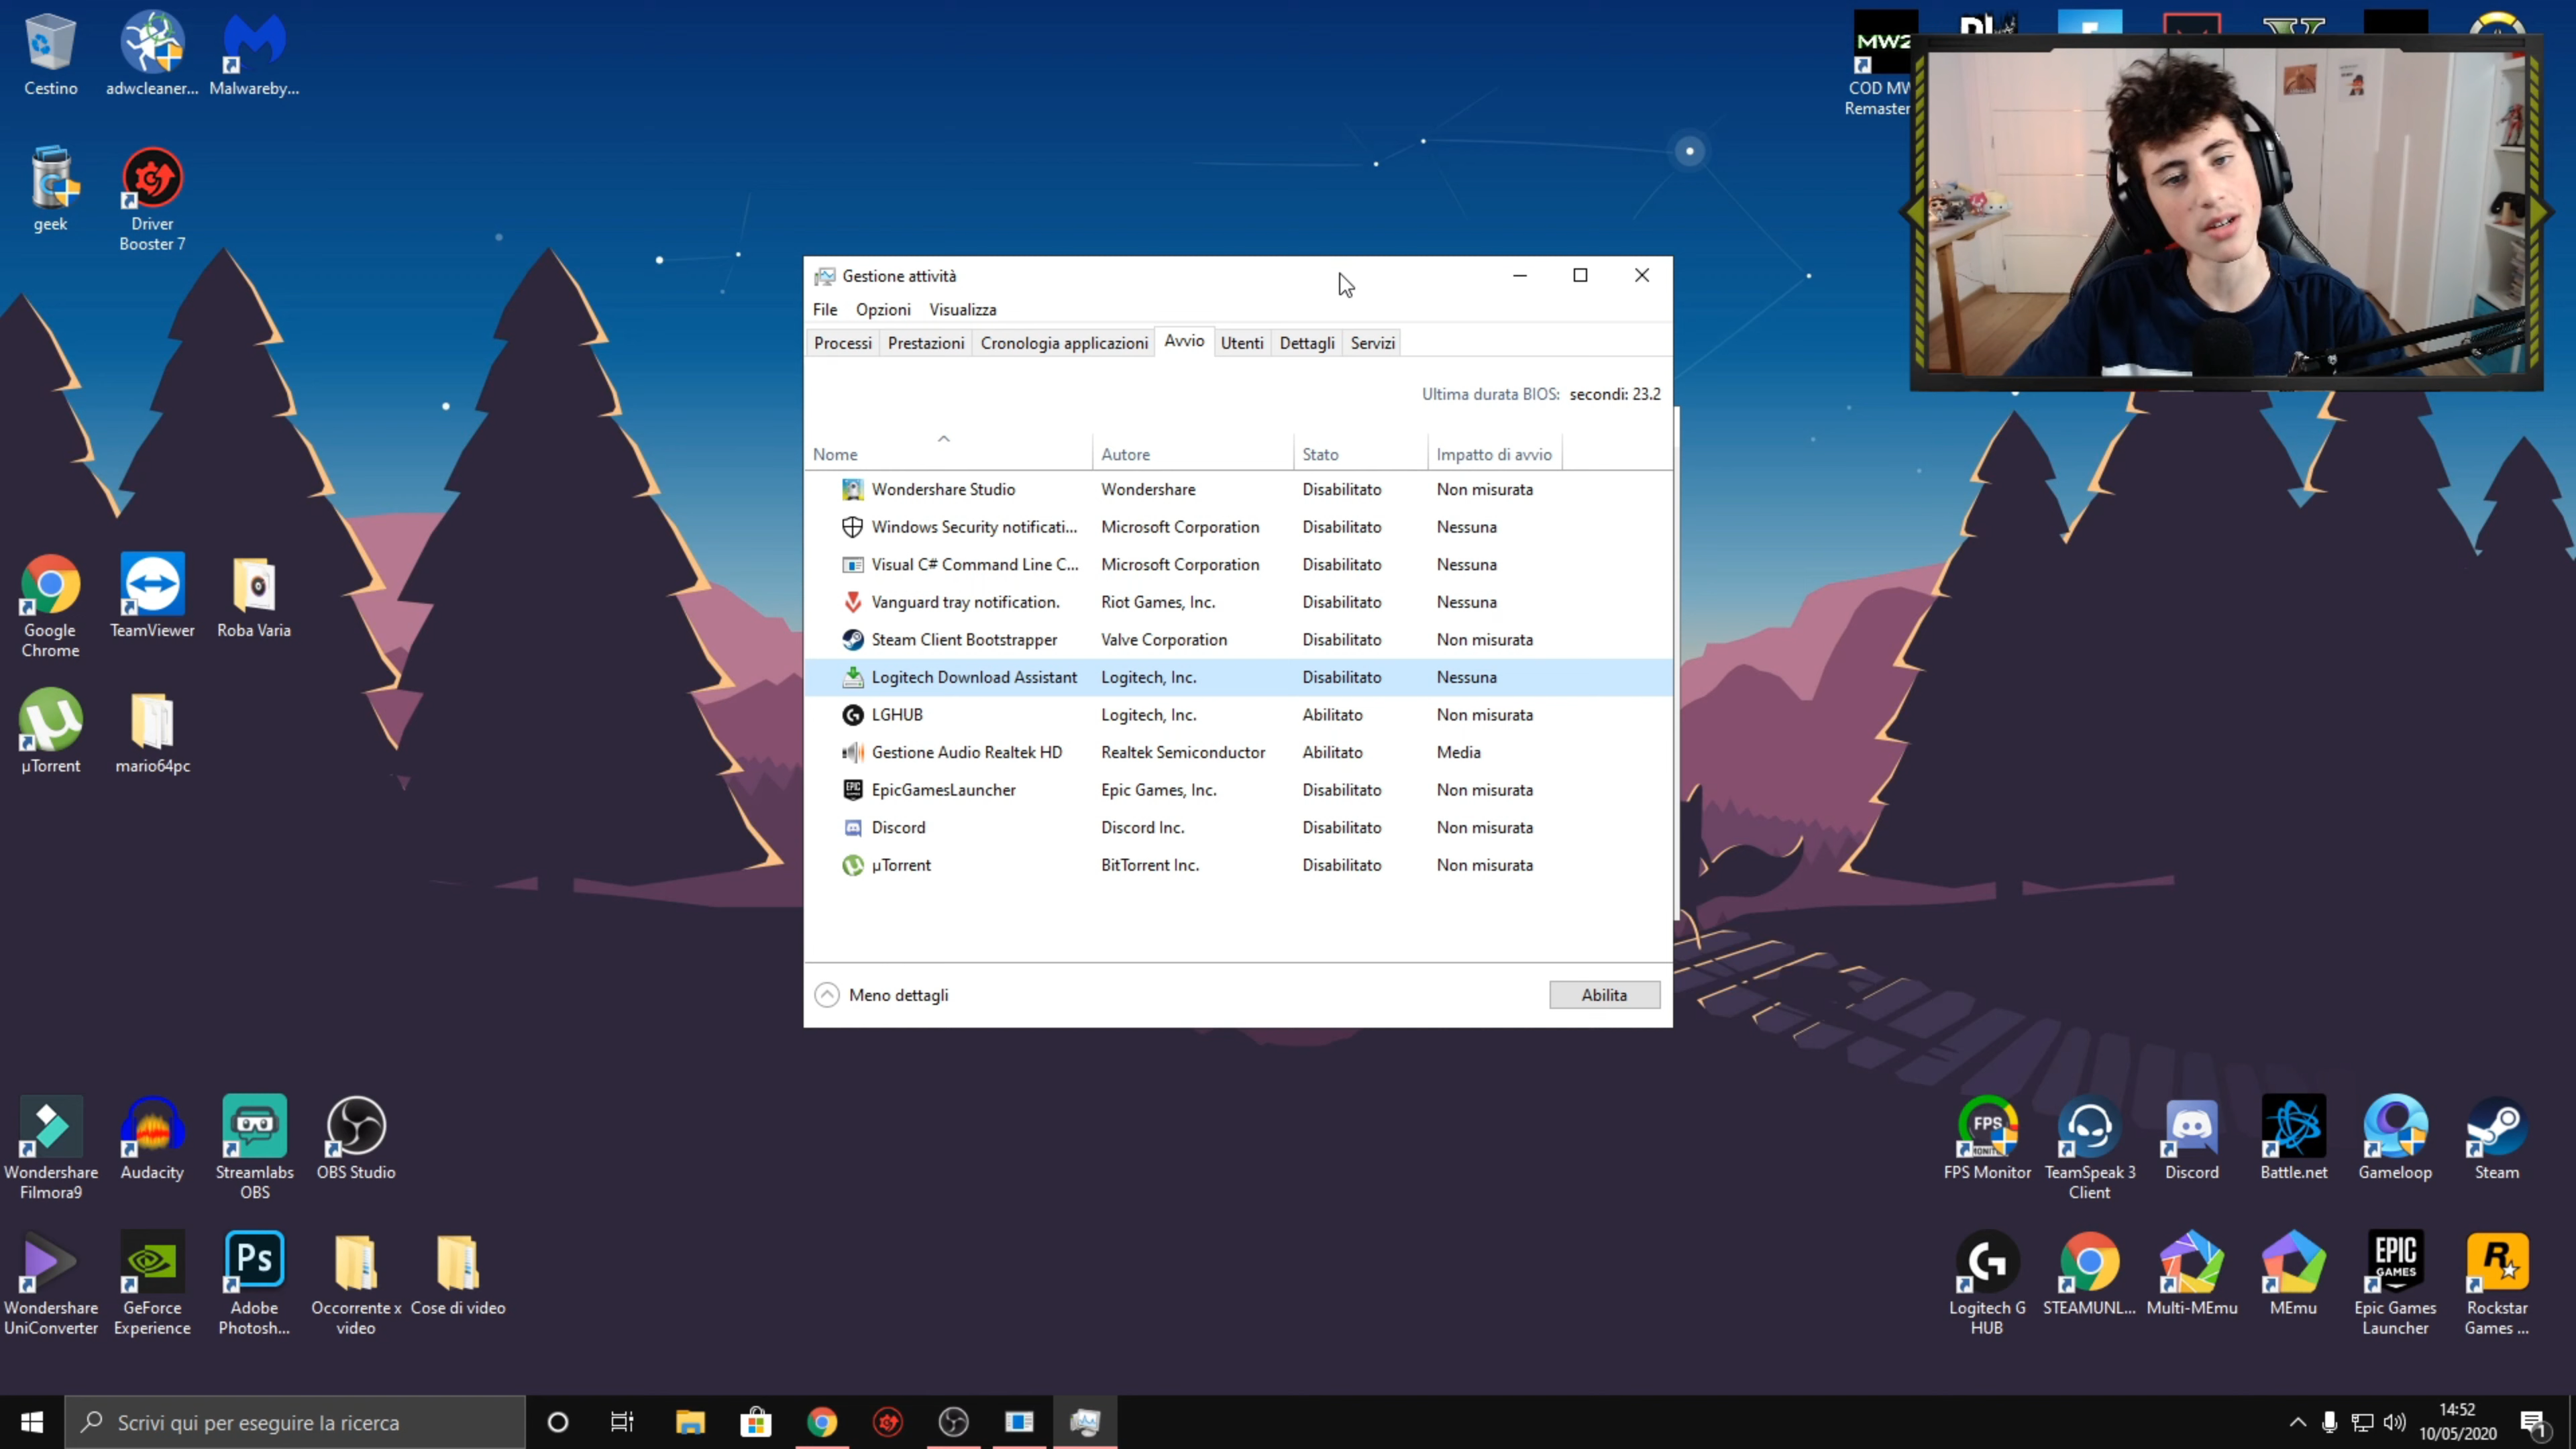 Cestino
adwcleaner...
Malwareby...
geek
Driver
Booster 7
Google
Chrome
TeamViewer
Roba Varia
µTorrent
mario64pc
MW2
COD MW
Remaster
Gestione attività
File Opzioni Visualizza
Processi Prestazioni Cronologia applicazioni Avvio Utenti Dettagli Servizi
Ultima durata BIOS: secondi: 23.2
Nome Autore Stato Impatto di avvio
Wondershare Studio Wondershare Disabilitato Non misurata
Windows Security notificati... Microsoft Corporation Disabilitato Nessuna
Visual C# Command Line C... Microsoft Corporation Disabilitato Nessuna
Vanguard tray notification. Riot Games, Inc. Disabilitato Nessuna
Steam Client Bootstrapper Valve Corporation Disabilitato Non misurata
Logitech Download Assistant Logitech, Inc. Disabilitato Nessuna
LGHUB Logitech, Inc. Abilitato Non misurata
Gestione Audio Realtek HD Realtek Semiconductor Abilitato Media
EpicGamesLauncher Epic Games, Inc. Disabilitato Non misurata
Discord Discord Inc. Disabilitato Non misurata
µTorrent BitTorrent Inc. Disabilitato Non misurata
Meno dettagli
Abilita
Wondershare
Filmora9
Audacity
Streamlabs
OBS
OBS Studio
Wondershare
UniConverter
GeForce
Experience
Ps
Adobe
Photosh...
Occorrente x
video
Cose di video
FPS
FPS Monitor
TeamSpeak 3
Client
Discord
Battle.net
Gameloop
Steam
Logitech G
HUB
STEAMUNL...
Multi-MEmu
MEmu
EPIC
GAMES
Epic Games
Launcher
Rockstar
Games ...
Scrivi qui per eseguire la ricerca
14:52
10/05/2020
1